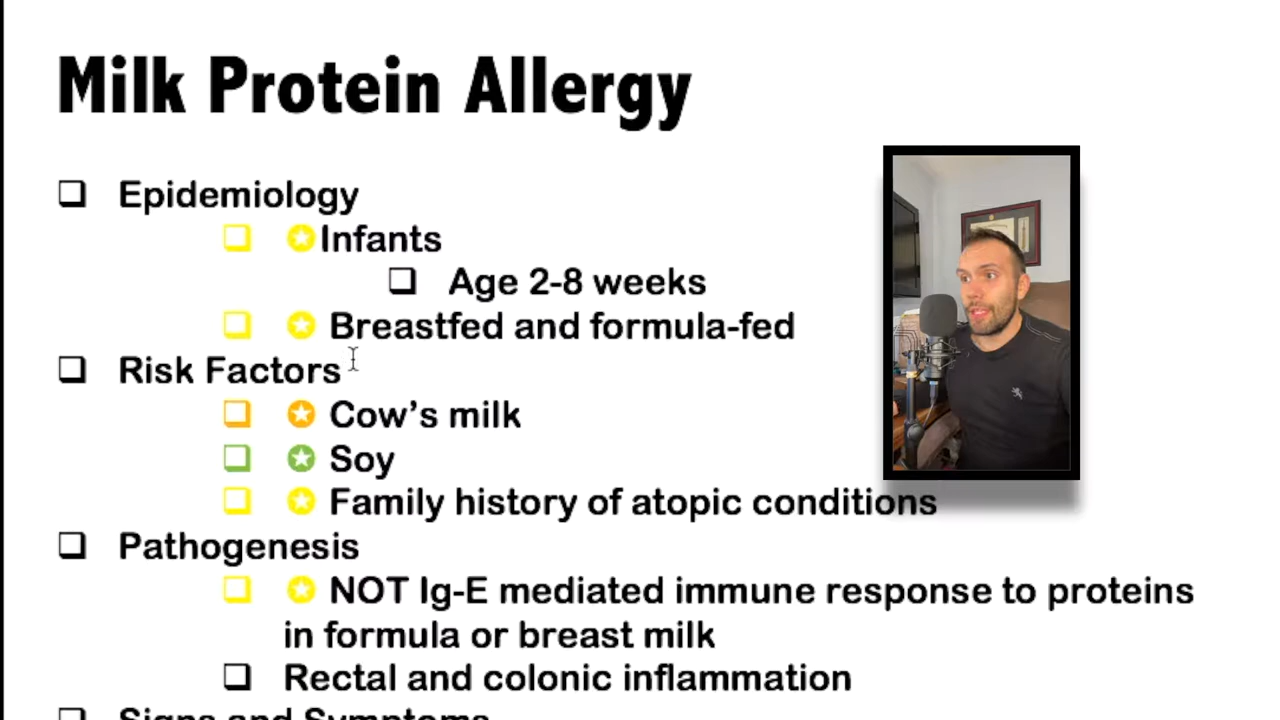 Milk Protein Allergy
❑ Epidemiology
❑ ✪Infants
❑ Age 2-8 weeks
❑ ✪ Breastfed and formula-fed
❑ Risk Factors
❑ ✪ Cow’s milk
❑ ✪ Soy
❑ ✪ Family history of atopic conditions
❑ Pathogenesis
❑ ✪ NOT Ig-E mediated immune response to proteins
in formula or breast milk
❑ Rectal and colonic inflammation
❑ Signs and Symptoms